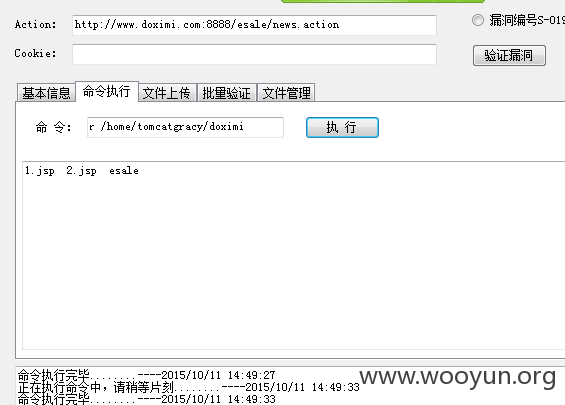 Action: http://www.doximi.com:8888/esale/news.action
漏洞编号S-019
Cookie:
验证漏洞
基本信息 命令执行 文件上传 批量验证 文件管理
命 令: r /home/tomcatgracy/doximi 执 行
1.jsp 2.jsp esale
命令执行完毕........----2015/10/11 14:49:27
正在执行命令中，请稍等片刻........----2015/10/11 14:49:33
命令执行完毕........----2015/10/11 14:49:33
www.wooyun.org